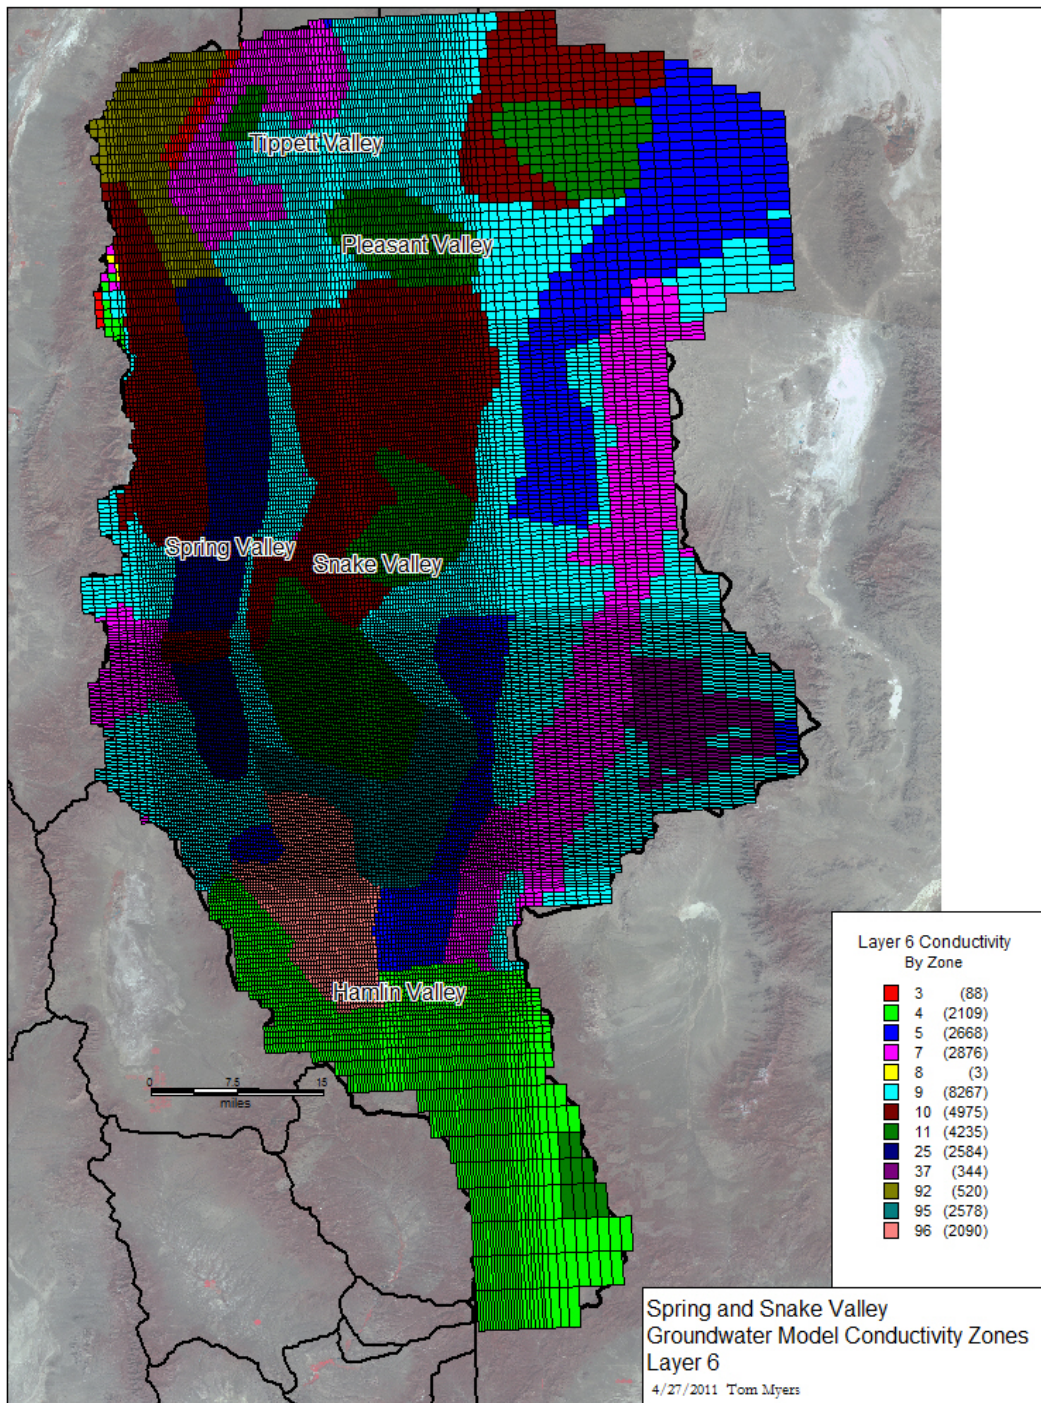 Tippett Valley
Pleasant Valley
Spring Valley
Snake Valley
Hamlin Valley
0 7.5 15
miles
Layer 6 Conductivity
By Zone
3 (88)
4 (2109)
5 (2668)
7 (2876)
8 (3)
9 (8267)
10 (4975)
11 (4235)
25 (2584)
37 (344)
92 (520)
95 (2578)
96 (2090)
Spring and Snake Valley
Groundwater Model Conductivity Zones
Layer 6
4/27/2011 Tom Myers